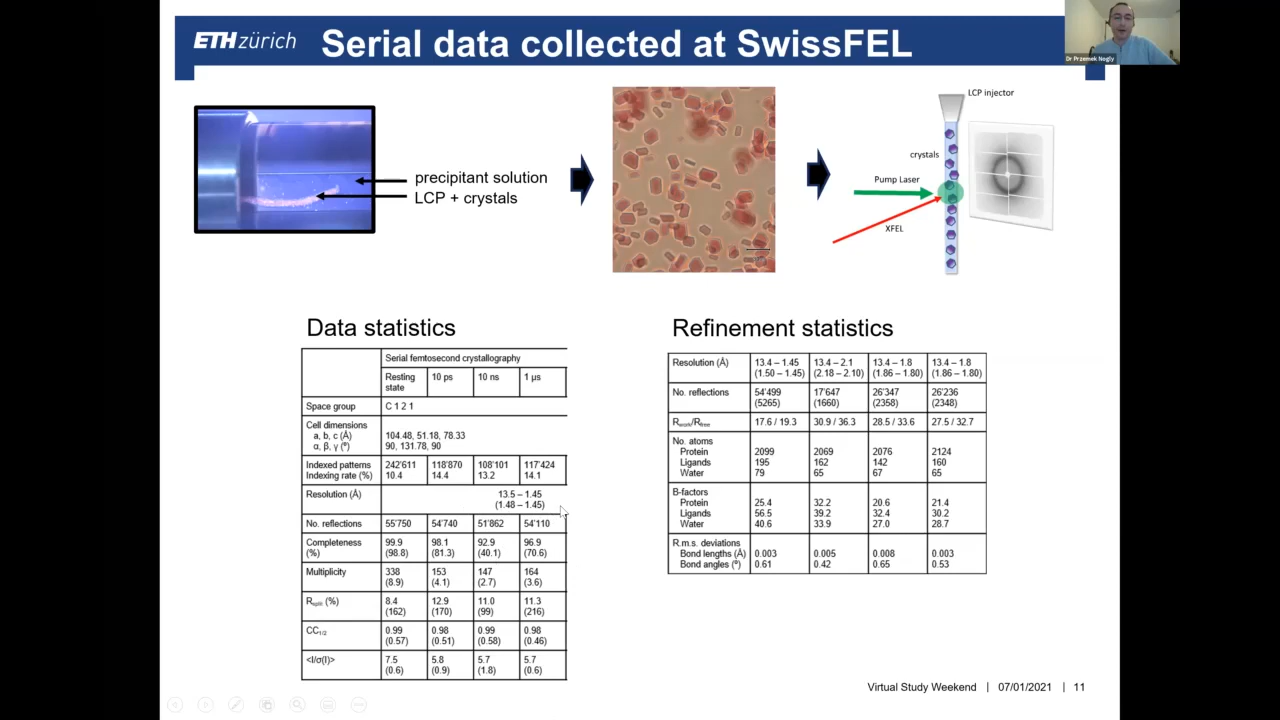 ETH zürich
Serial data collected at SwissFEL
Dr Przemek Nogly
precipitant solution
LCP + crystals
LCP injector
crystals
Pump Laser
XFEL
Data statistics
Serial femtosecond crystallography
Resting state 10 ps 10 ns 1 µs
Space group C 1 2 1
Cell dimensions
a, b, c (Å) 104.48, 51.18, 78.33
α, β, γ (º) 90, 131.78, 90
Indexed patterns 242'611 118'870 108'101 117'424
Indexing rate (%) 10.4 14.4 13.2 14.1
Resolution (Å) 13.5 – 1.45
(1.48 – 1.45)
No. reflections 55'750 54'740 51'862 54'110
Completeness 99.9 98.1 92.9 96.9
(%) (98.8) (81.3) (40.1) (70.6)
Multiplicity 338 153 147 164
(8.9) (4.1) (2.7) (3.6)
Rsplit (%) 8.4 12.9 11.0 11.3
(162) (170) (99) (216)
CC1/2 0.99 0.98 0.99 0.98
(0.57) (0.51) (0.58) (0.46)
<I/σ(I)> 7.5 5.8 5.7 5.7
(0.6) (0.9) (1.8) (0.6)
Refinement statistics
Resolution (Å) 13.4 – 1.45 13.4 – 2.1 13.4 – 1.8 13.4 – 1.8
(1.50 – 1.45) (2.18 – 2.10) (1.86 – 1.80) (1.86 – 1.80)
No. reflections 54'499 17'647 26'347 26'236
(5265) (1660) (2358) (2348)
Rwork/Rfree 17.6 / 19.3 30.9 / 36.3 28.5 / 33.6 27.5 / 32.7
No. atoms
Protein 2099 2069 2076 2124
Ligands 195 162 142 160
Water 79 65 67 65
B-factors
Protein 25.4 32.2 20.6 21.4
Ligands 56.5 39.2 32.4 30.2
Water 40.6 33.9 27.0 28.7
R.m.s. deviations
Bond lengths (Å) 0.003 0.005 0.008 0.003
Bond angles (º) 0.61 0.42 0.65 0.53
Virtual Study Weekend | 07/01/2021 | 11